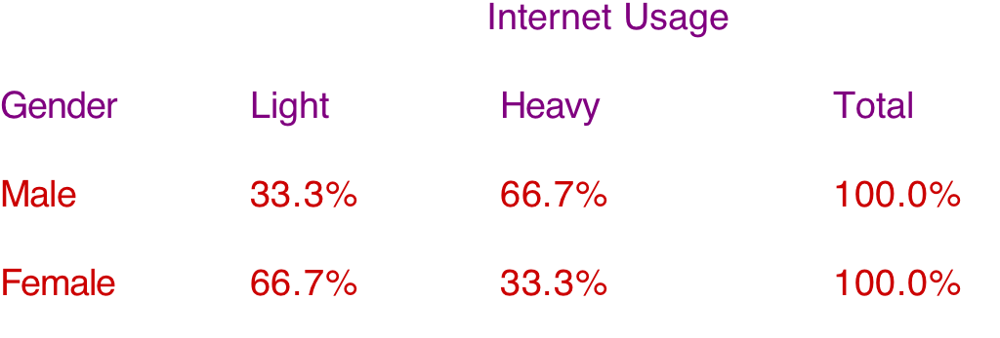 Internet Usage
Gender Light Heavy Total
Male 33.3% 66.7% 100.0%
Female 66.7% 33.3% 100.0%